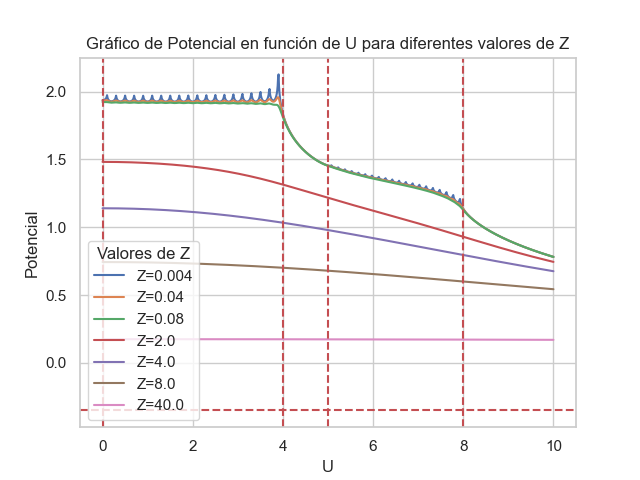 Gráfico de Potencial en función de U para diferentes valores de Z
Potencial
2.0
1.5
1.0
0.5
0.0
Valores de Z
Z=0.004
Z=0.04
Z=0.08
Z=2.0
Z=4.0
Z=8.0
Z=40.0
0 2 4 6 8 10
U